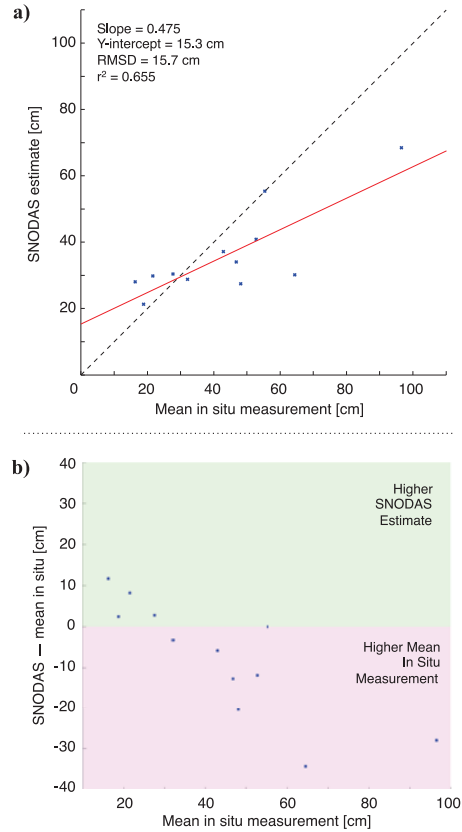 a)
Slope = 0.475
Y-intercept = 15.3 cm
RMSD = 15.7 cm
r² = 0.655
100
80
60
40
20
SNODAS estimate [cm]
0 20 40 60 80 100
Mean in situ measurement [cm]
b)
40
30
20
10
0
-10
-20
-30
-40
SNODAS — mean in situ [cm]
Higher
SNODAS
Estimate
Higher Mean
In Situ
Measurement
20 40 60 80 100
Mean in situ measurement [cm]